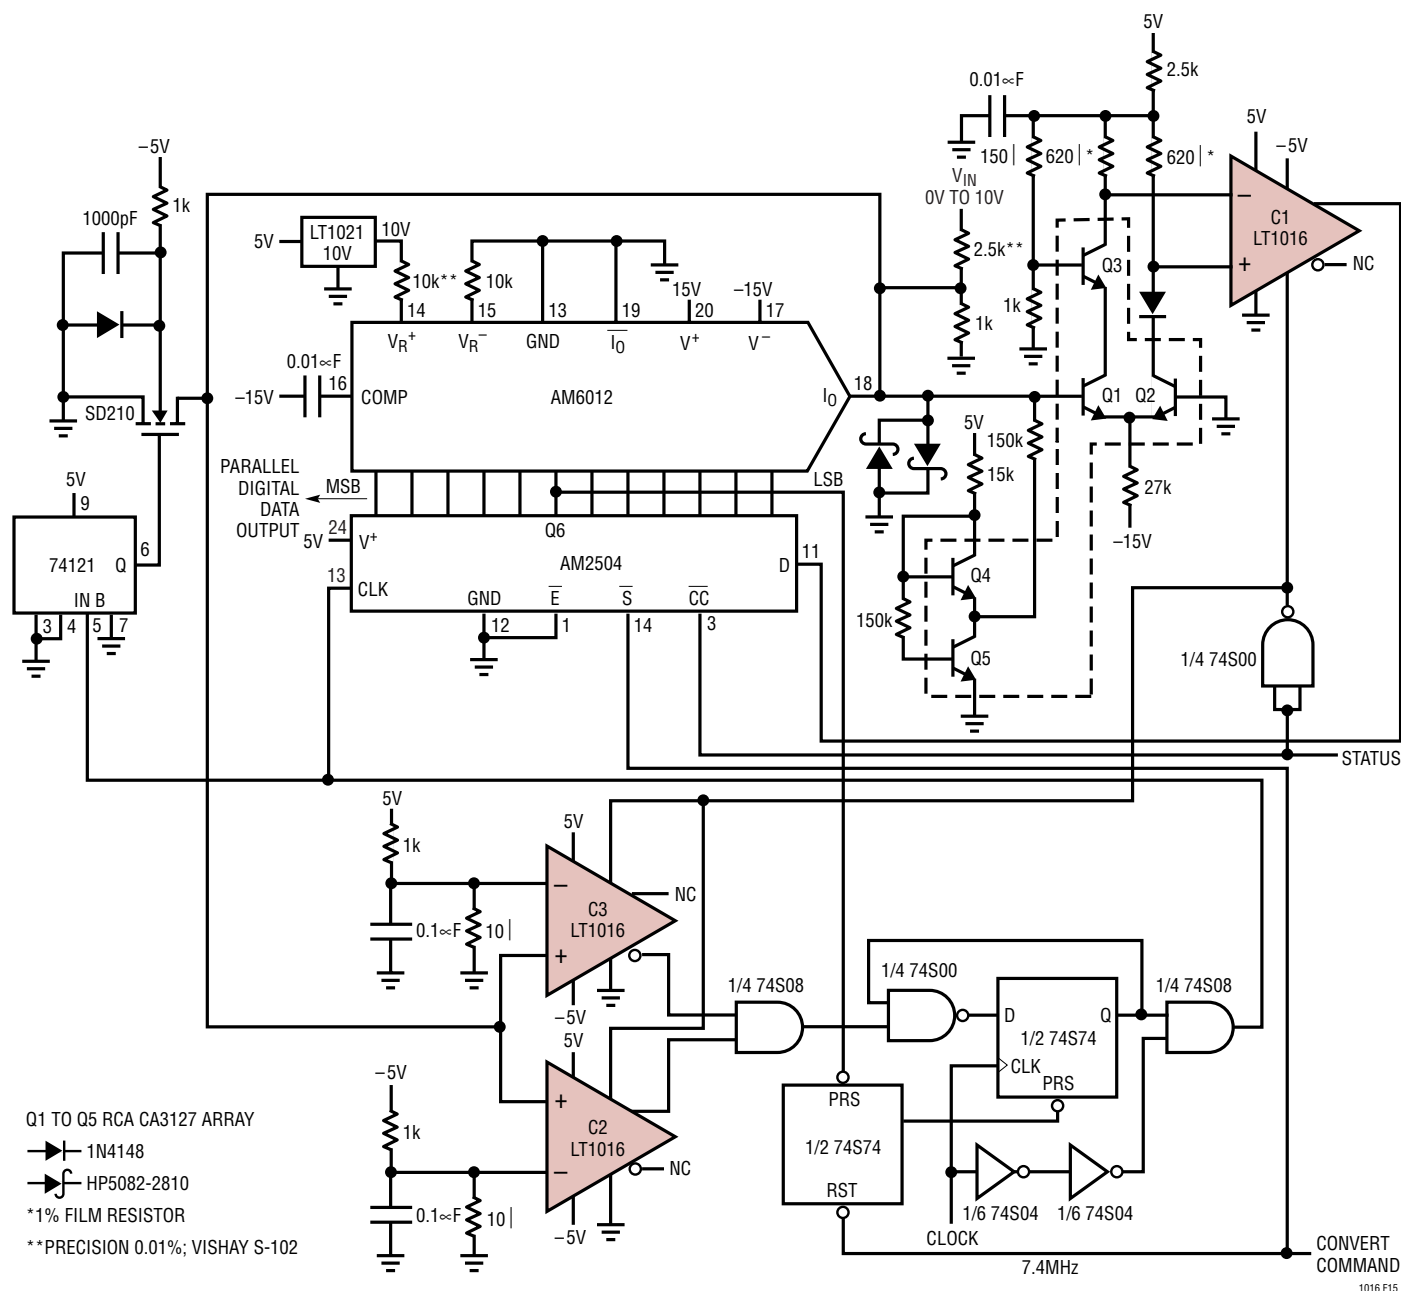 5V
2.5k
0.01∝F
150|
620| *
620| *
5V
–5V
–
C1
LT1016
+
NC
VIN
0V TO 10V
2.5k**
1k
1k
Q3
–5V
1k
1000pF
SD210
5V
LT1021
10V
10V
10k**
10k
14
15
13
19
15V
20
–15V
17
VR+
VR–
GND
IO
V+
V–
0.01∝F
–15V
16
COMP
AM6012
IO
18
Q1
Q2
27k
–15V
5V
15k
150k
150k
Q4
Q5
PARALLEL
DIGITAL
DATA
OUTPUT
MSB
LSB
5V
24
V+
Q6
AM2504
D
11
13
CLK
GND
E
S
CC
12
1
14
3
5V
9
74121
Q
6
IN B
3
4
5
7
1/4 74S00
STATUS
5V
1k
0.1∝F
10|
5V
–
C3
LT1016
+
–5V
NC
–5V
1k
0.1∝F
10|
5V
+
C2
LT1016
–
–5V
NC
1/4 74S08
1/4 74S00
D
Q
1/2 74S74
CLK
PRS
1/4 74S08
PRS
1/2 74S74
RST
1/6 74S04
1/6 74S04
CLOCK
7.4MHz
CONVERT
COMMAND
Q1 TO Q5 RCA CA3127 ARRAY
1N4148
HP5082-2810
*1% FILM RESISTOR
**PRECISION 0.01%; VISHAY S-102
1016 F15